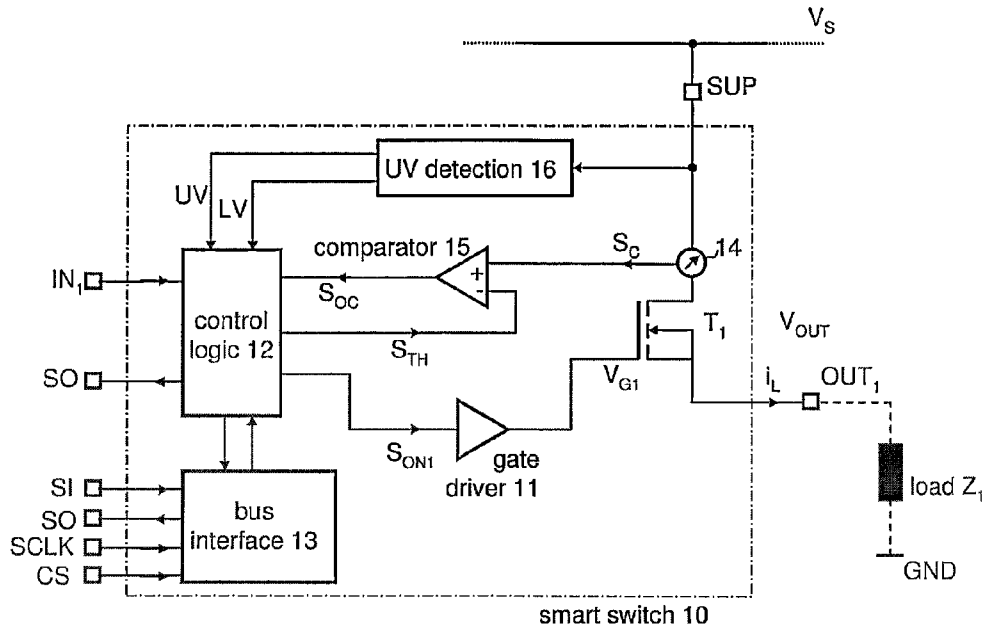 V_S
SUP
UV detection 16
UV
LV
comparator 15
S_C
14
IN_1
+
-
S_OC
control
logic 12
S_TH
T_1
V_OUT
SO
V_G1
i_L
OUT_1
S_ON1
gate
driver 11
SI
SO
SCLK
CS
bus
interface 13
load Z_1
GND
smart switch 10